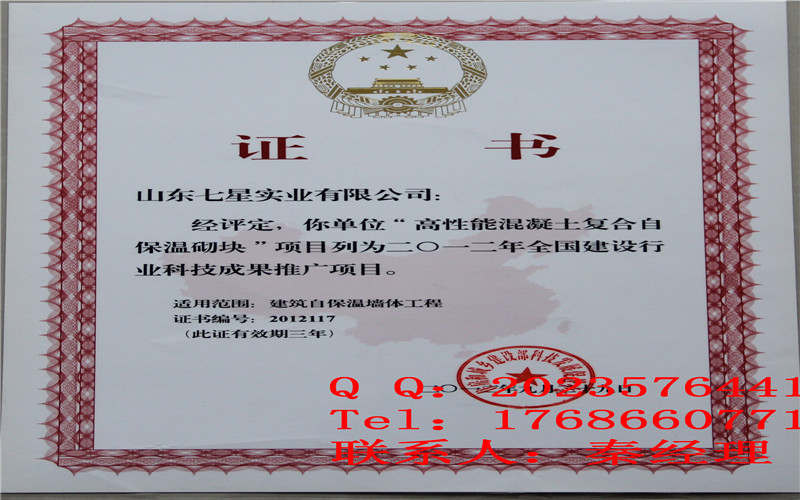 证 书
山东七星实业有限公司:
经评定，你单位“高性能混凝土复合自
保温砌块”项目列为二〇一二年全国建设行
业科技成果推广项目。
适用范围：建筑自保温墙体工程
证书编号：2012117
（此证有效期三年）
Q Q: 2023576441
Tel: 17686607711
联系人: 秦经理